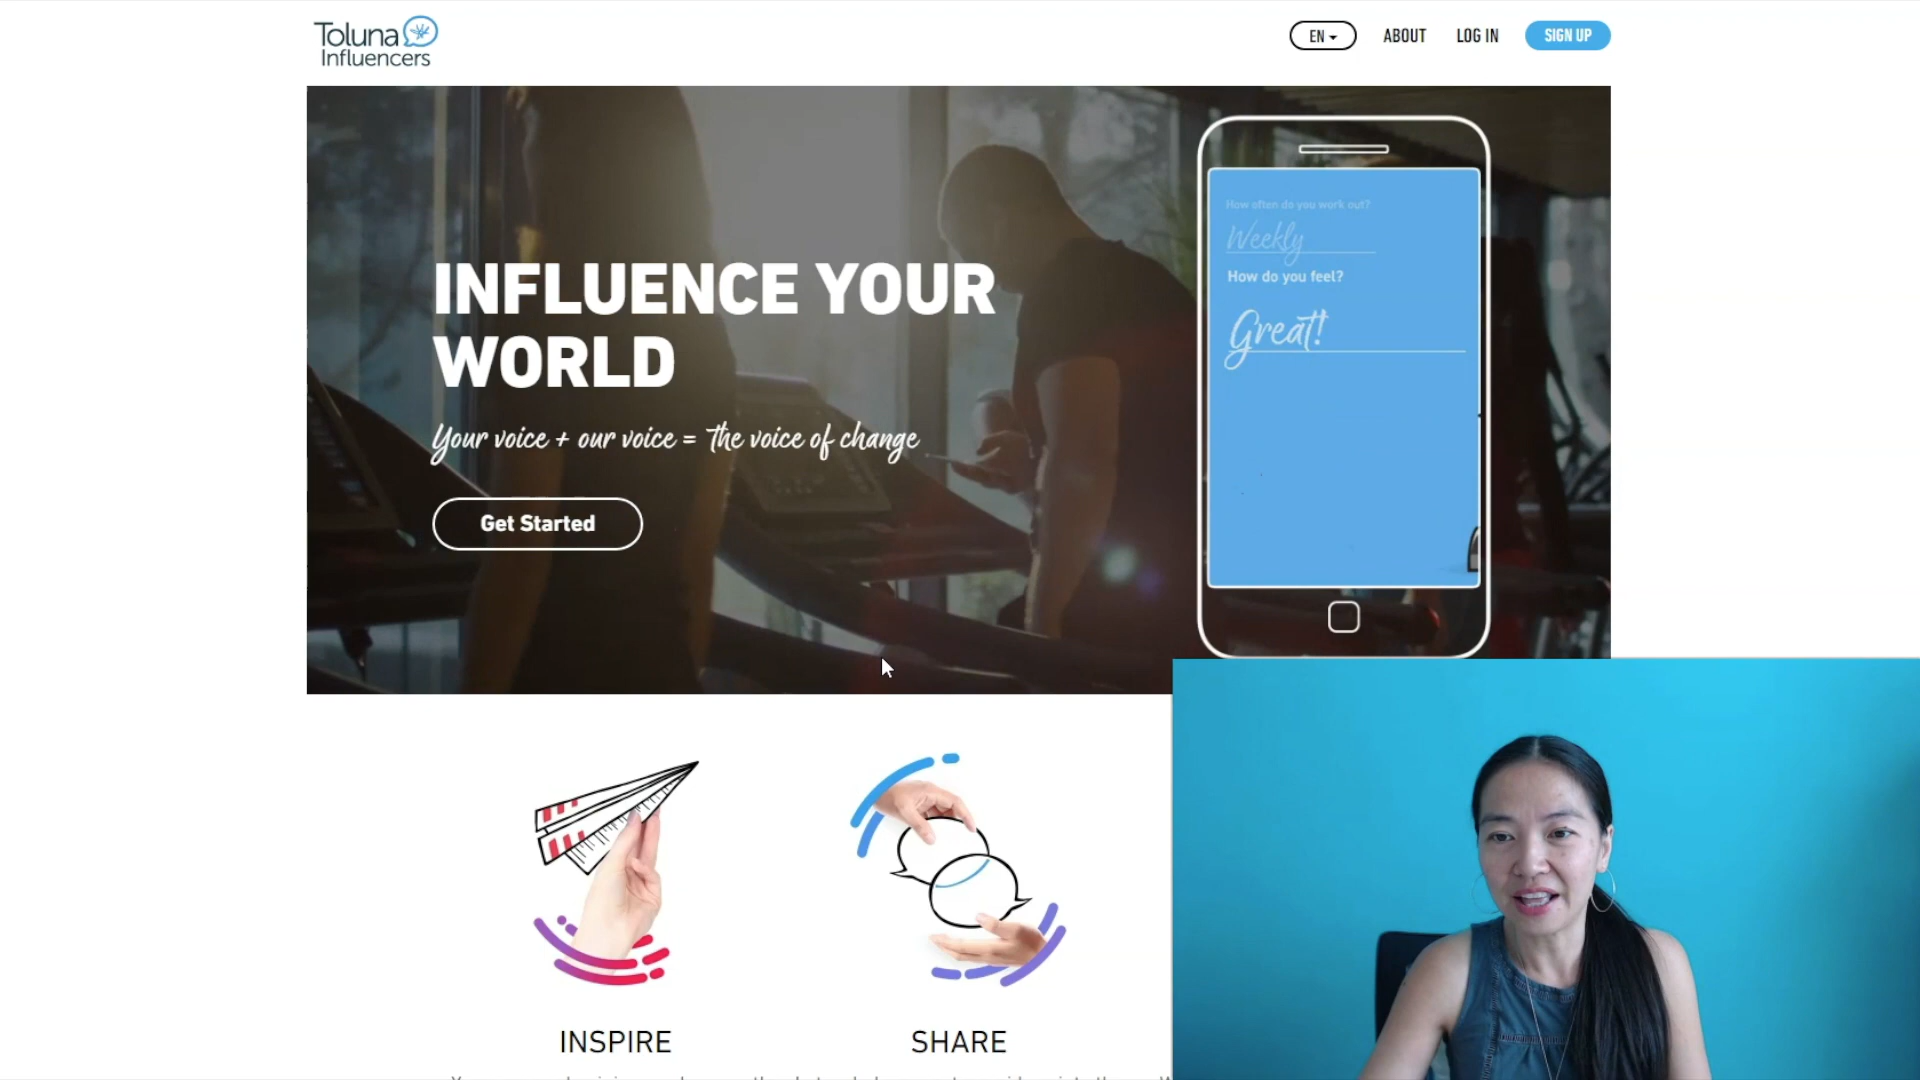 Toluna
Influencers
EN
ABOUT
LOG IN
SIGN UP
INFLUENCE YOUR
WORLD
Your voice + our voice = the voice of change
Get Started
How often do you work out?
Weekly
How do you feel?
Great!
INSPIRE
SHARE